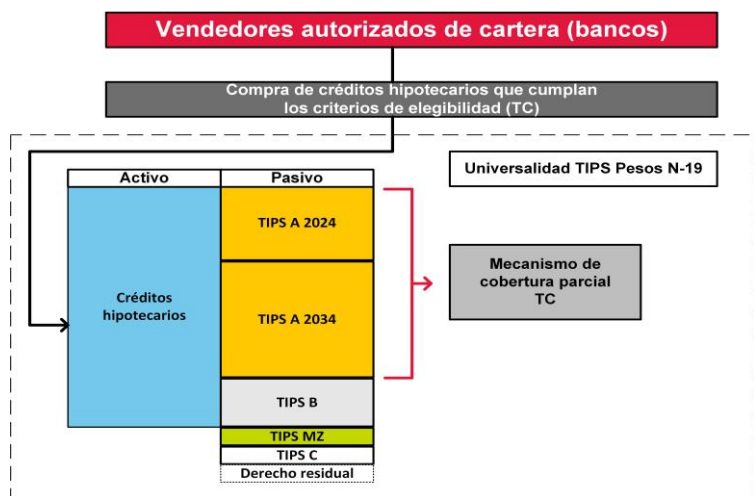 Vendedores autorizados de cartera (bancos)
Compra de créditos hipotecarios que cumplan
los criterios de elegibilidad (TC)
Universalidad TIPS Pesos N-19
Activo
Pasivo
TIPS A 2024
Créditos
hipotecarios
TIPS A 2034
TIPS B
TIPS MZ
TIPS C
Derecho residual
Mecanismo de
cobertura parcial
TC